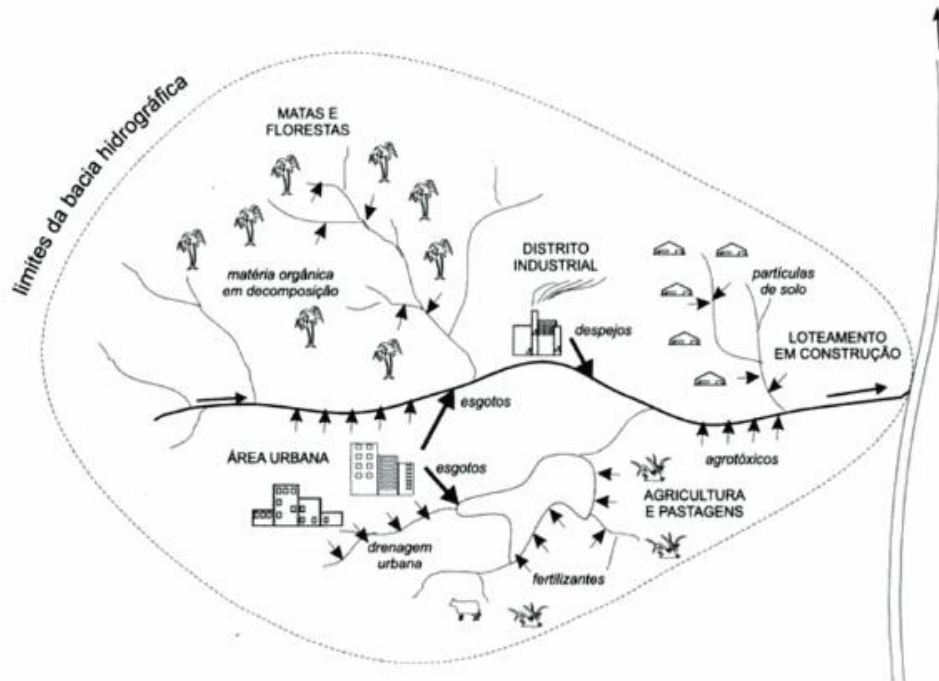 limites da bacia hidrográfica
MATAS E
FLORESTAS
matéria orgânica
em decomposição
DISTRITO
INDUSTRIAL
despejos
partículas
de solo
LOTEAMENTO
EM CONSTRUÇÃO
esgotos
ÁREA URBANA
esgotos
agrotóxicos
AGRICULTURA
E PASTAGENS
drenagem
urbana
fertilizantes